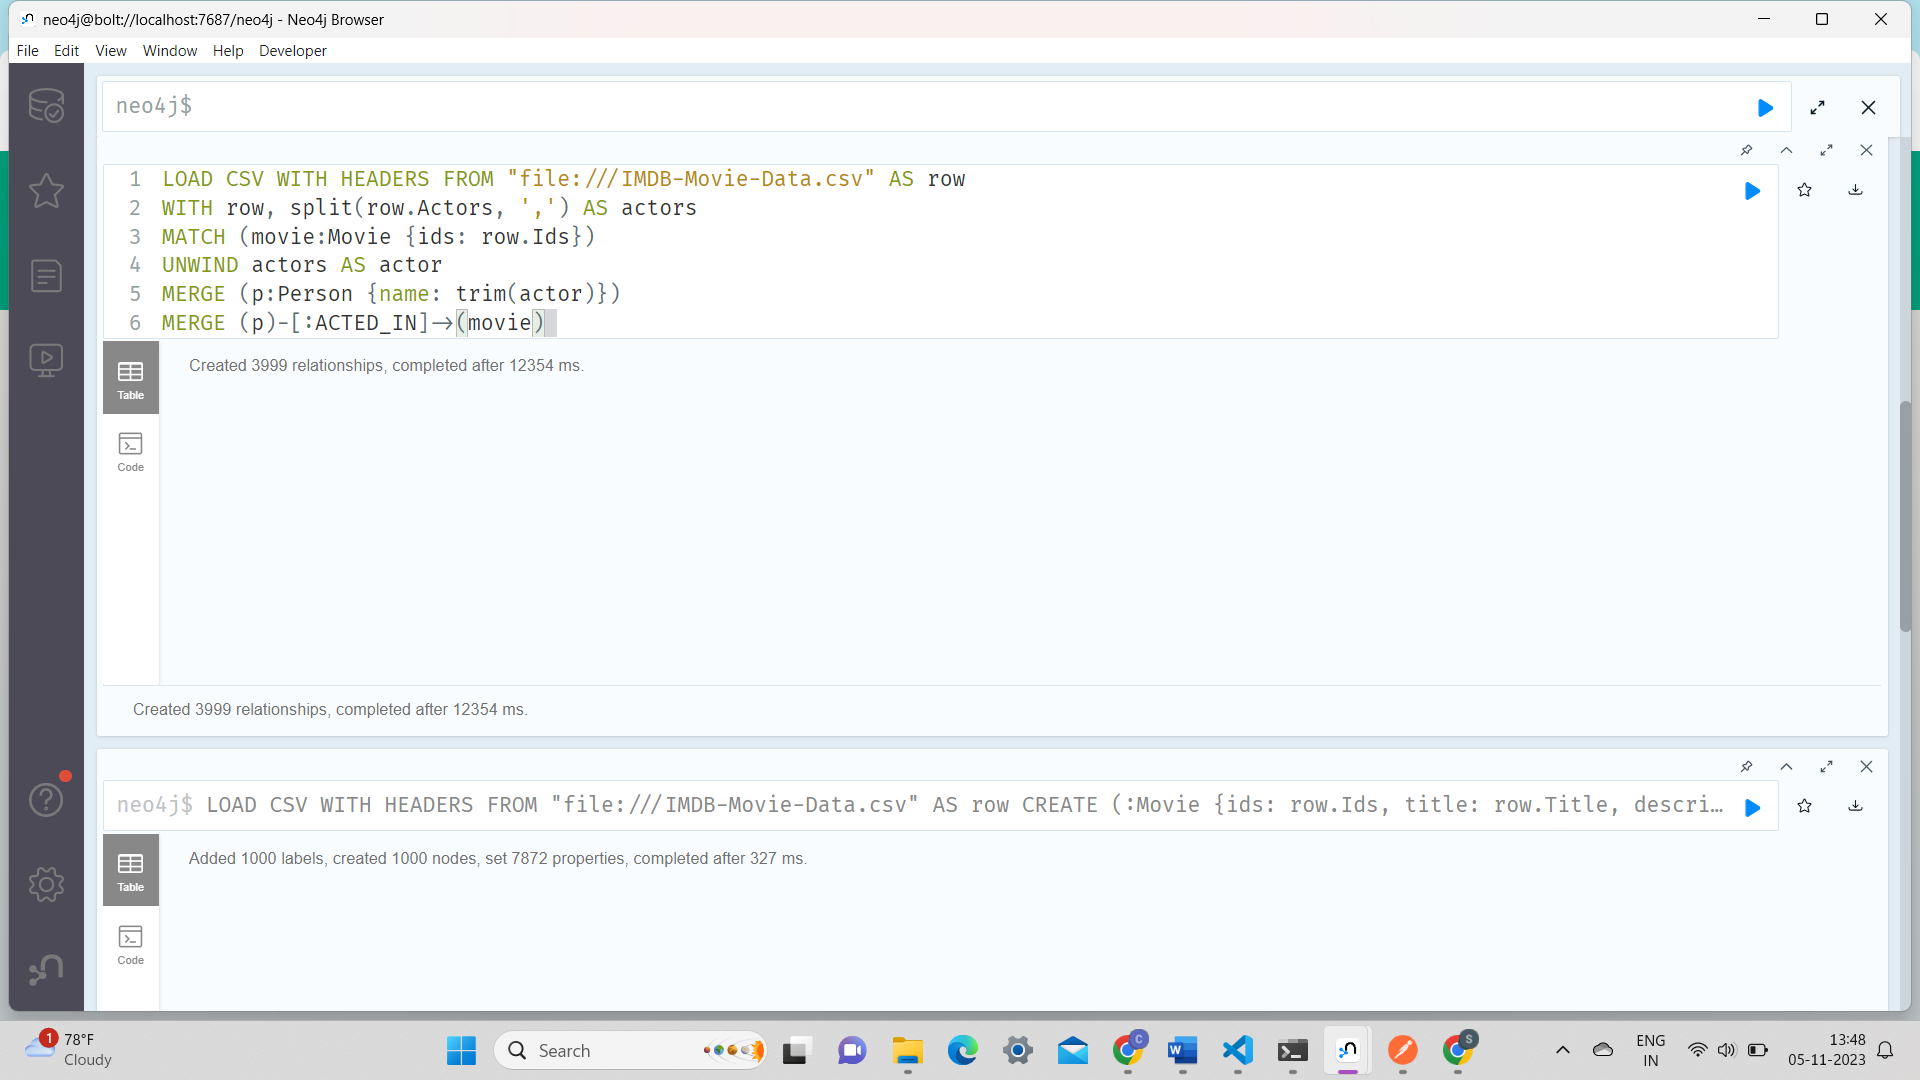 neo4j@bolt://localhost:7687/neo4j - Neo4j Browser
File Edit View Window Help Developer
neo4j$
1 LOAD CSV WITH HEADERS FROM "file:///IMDB-Movie-Data.csv" AS row
2 WITH row, split(row.Actors, ',') AS actors
3 MATCH (movie:Movie {ids: row.Ids})
4 UNWIND actors AS actor
5 MERGE (p:Person {name: trim(actor)})
6 MERGE (p)-[:ACTED_IN]->(movie)
Table
Created 3999 relationships, completed after 12354 ms.
Code
Created 3999 relationships, completed after 12354 ms.
neo4j$ LOAD CSV WITH HEADERS FROM "file:///IMDB-Movie-Data.csv" AS row CREATE (:Movie {ids: row.Ids, title: row.Title, descri…
Table
Added 1000 labels, created 1000 nodes, set 7872 properties, completed after 327 ms.
Code
1
78°F
Cloudy
Search
C
W
S
ENG
IN
13:48
05-11-2023